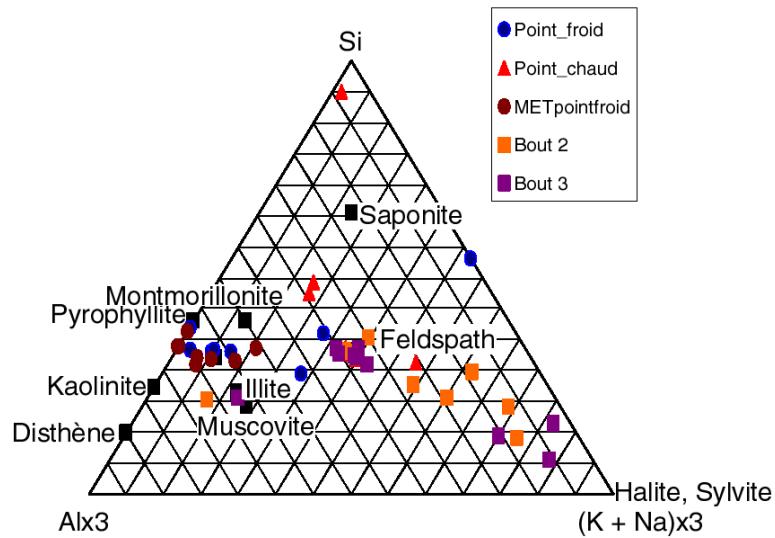 Si
Point_froid
Point_chaud
METpointfroid
Bout 2
Bout 3
Saponite
Montmorillonite
Pyrophyllite
Feldspath
Kaolinite
Illite
Muscovite
Disthène
Halite, Sylvite
Alx3
(K + Na)x3